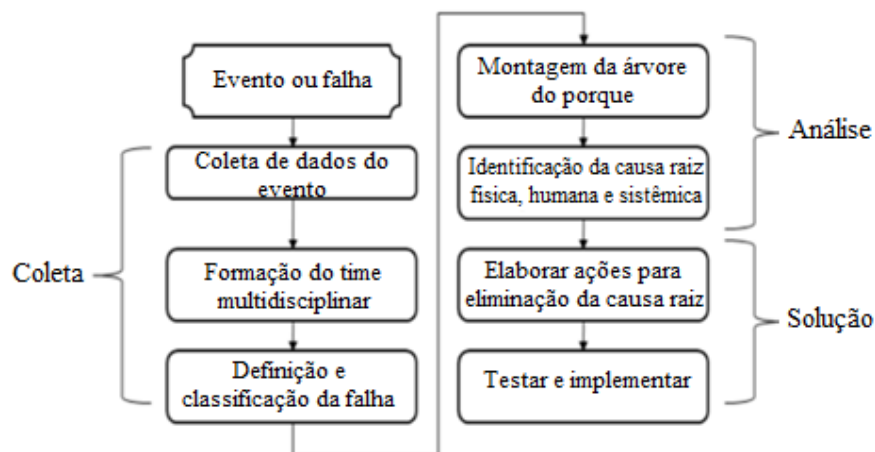 Evento ou falha
Coleta de dados do
evento
Formação do time
multidisciplinar
Definição e
classificação da falha
Coleta
Montagem da árvore
do porque
Identificação da causa raiz
fisica, humana e sistêmica
Análise
Elaborar ações para
eliminação da causa raiz
Testar e implementar
Solução